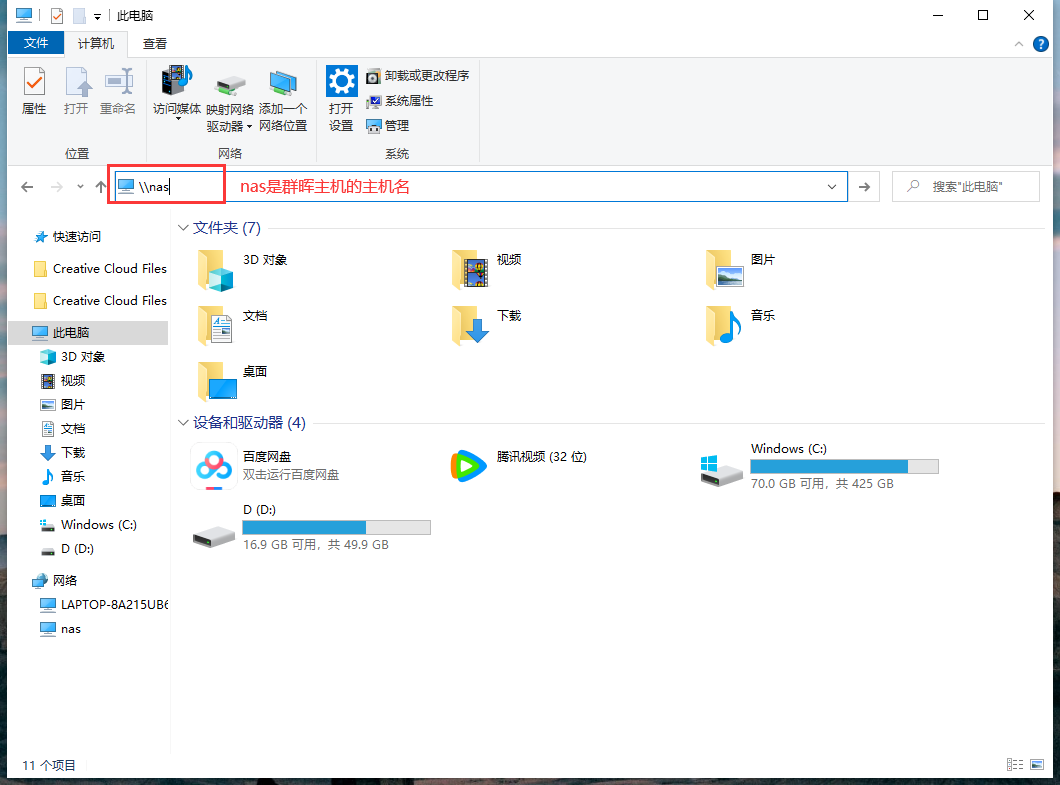 此电脑
文件
计算机
查看
属性
打开
重命名
位置
访问媒体
映射网络
驱动器
添加一个
网络位置
网络
打开
设置
卸载或更改程序
系统属性
管理
系统
\\nas
nas是群晖主机的主机名
搜索"此电脑"
快速访问
Creative Cloud Files
Creative Cloud Files
此电脑
3D 对象
视频
图片
文档
下载
音乐
桌面
Windows (C:)
D (D:)
网络
LAPTOP-8A215UB6
nas
文件夹 (7)
3D 对象
视频
图片
文档
下载
音乐
桌面
设备和驱动器 (4)
百度网盘
双击运行百度网盘
腾讯视频 (32 位)
Windows (C:)
70.0 GB 可用，共 425 GB
D (D:)
16.9 GB 可用，共 49.9 GB
11 个项目